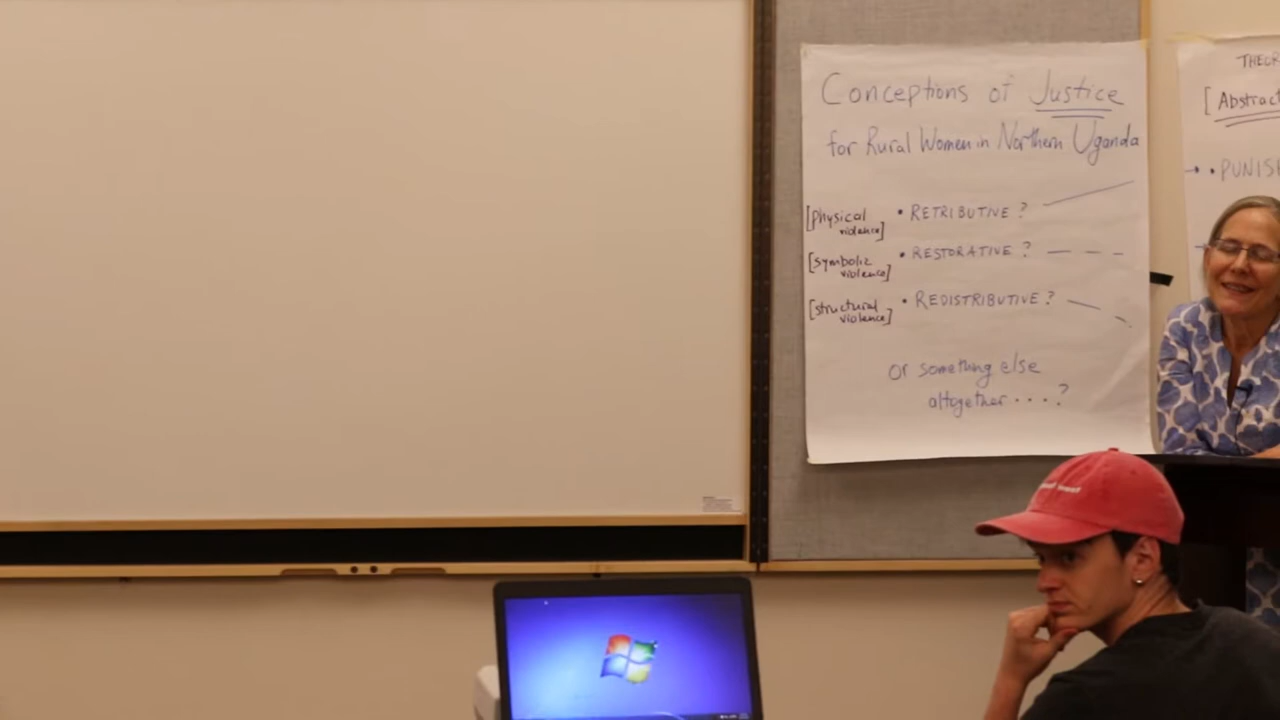 Conceptions of Justice
for Rural Women in Northern Uganda
[physical violence] • RETRIBUTIVE ?
[symbolic violence] • RESTORATIVE ?
[structural violence] • REDISTRIBUTIVE ?
or something else
altogether . . . . ?
[Abstract
→ • PUNISH